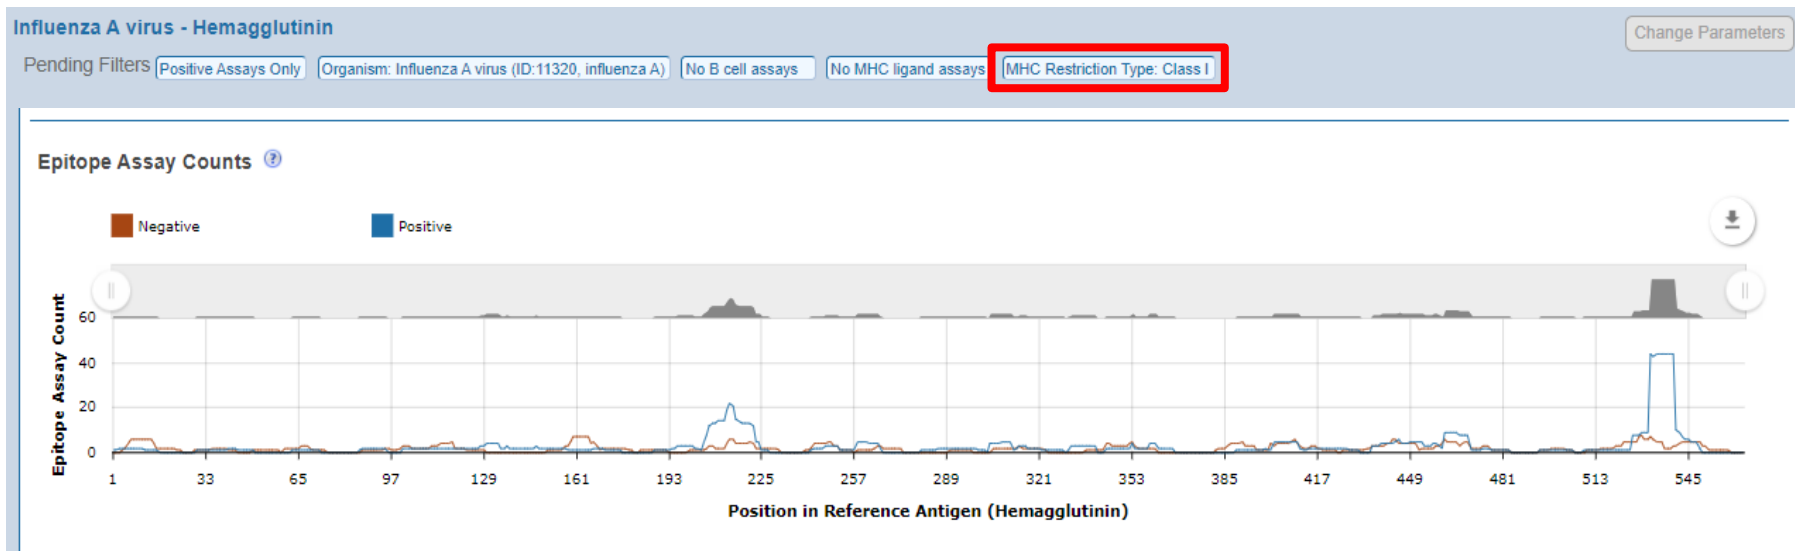 Influenza A virus - Hemagglutinin
Change Parameters
Pending Filters Positive Assays Only Organism: Influenza A virus (ID:11320, influenza A) No B cell assays No MHC ligand assays MHC Restriction Type: Class I
Epitope Assay Counts ?
Negative Positive
Epitope Assay Count
60
40
20
0
1 33 65 97 129 161 193 225 257 289 321 353 385 417 449 481 513 545
Position in Reference Antigen (Hemagglutinin)